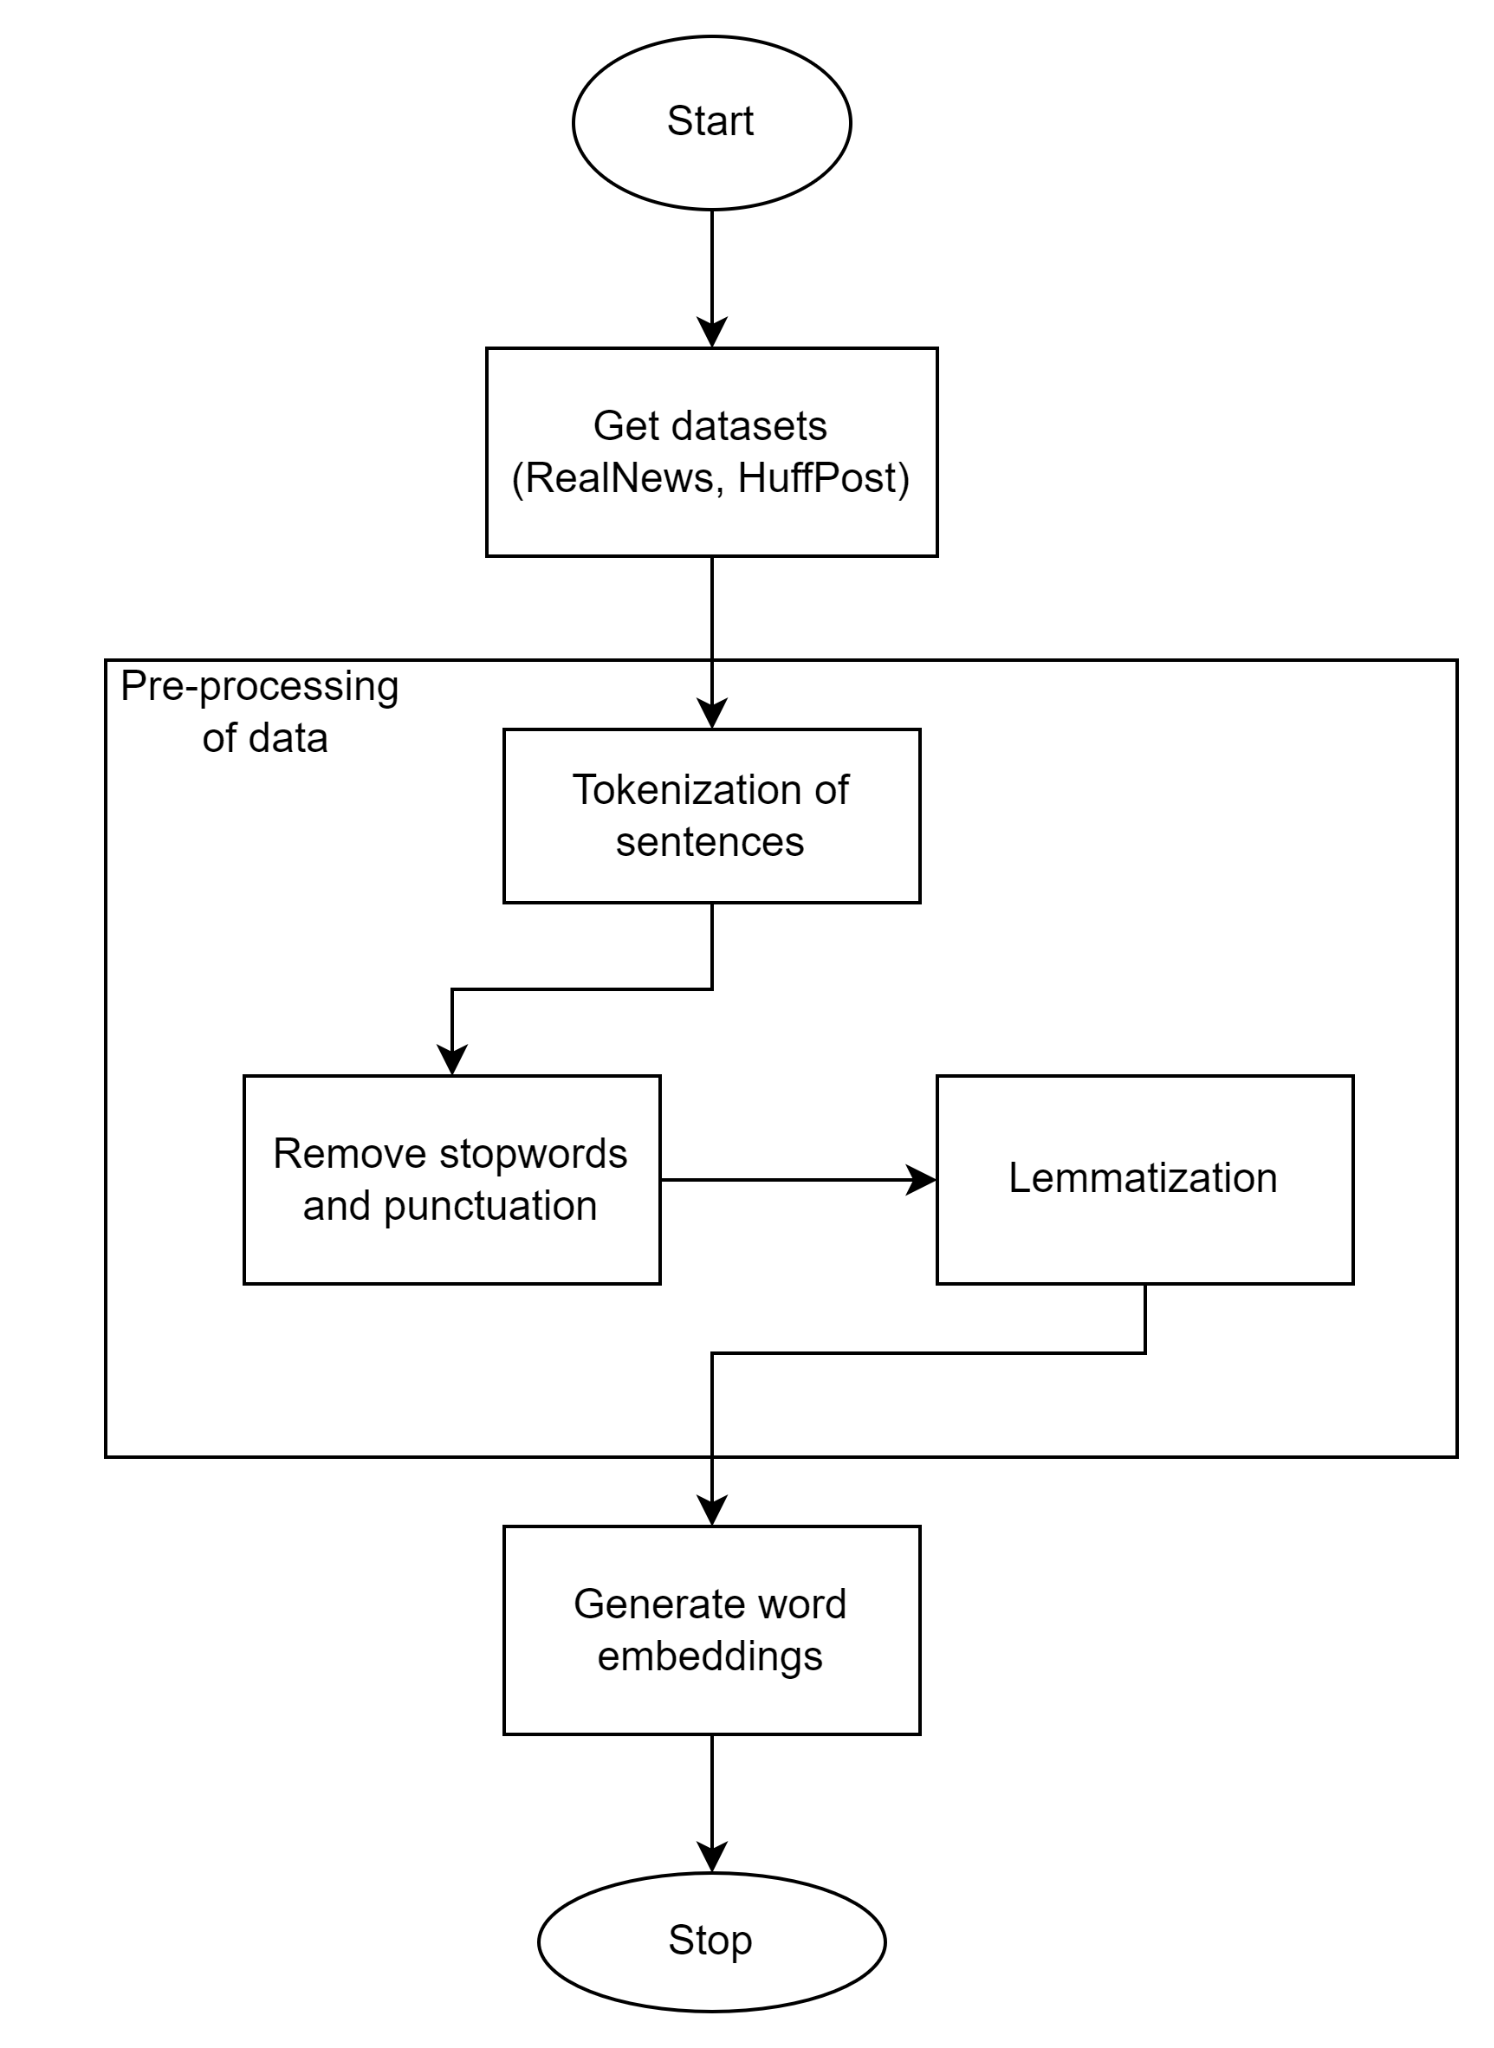 Start
Get datasets
(RealNews, HuffPost)
Pre-processing
of data
Tokenization of
sentences
Remove stopwords
and punctuation
Lemmatization
Generate word
embeddings
Stop